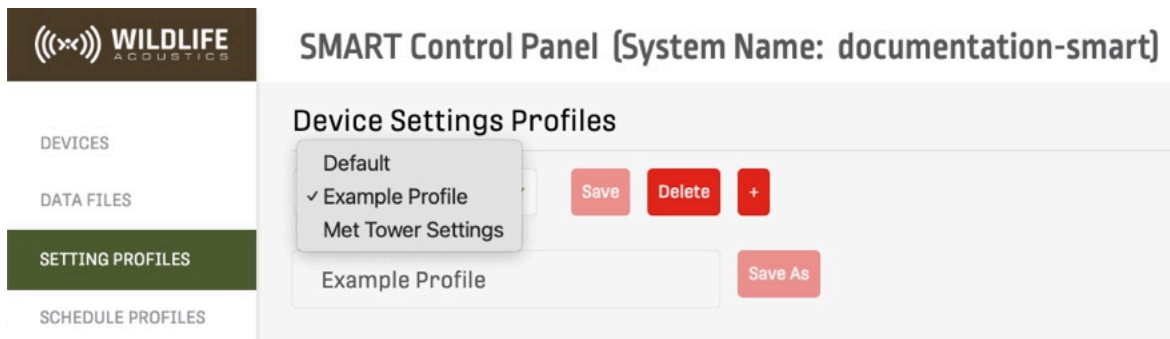 WILDLIFE
ACOUSTICS
SMART Control Panel (System Name: documentation-smart)
DEVICES
DATA FILES
SETTING PROFILES
SCHEDULE PROFILES
Device Settings Profiles
Default
✓ Example Profile
Met Tower Settings
Save
Delete
+
Example Profile
Save As